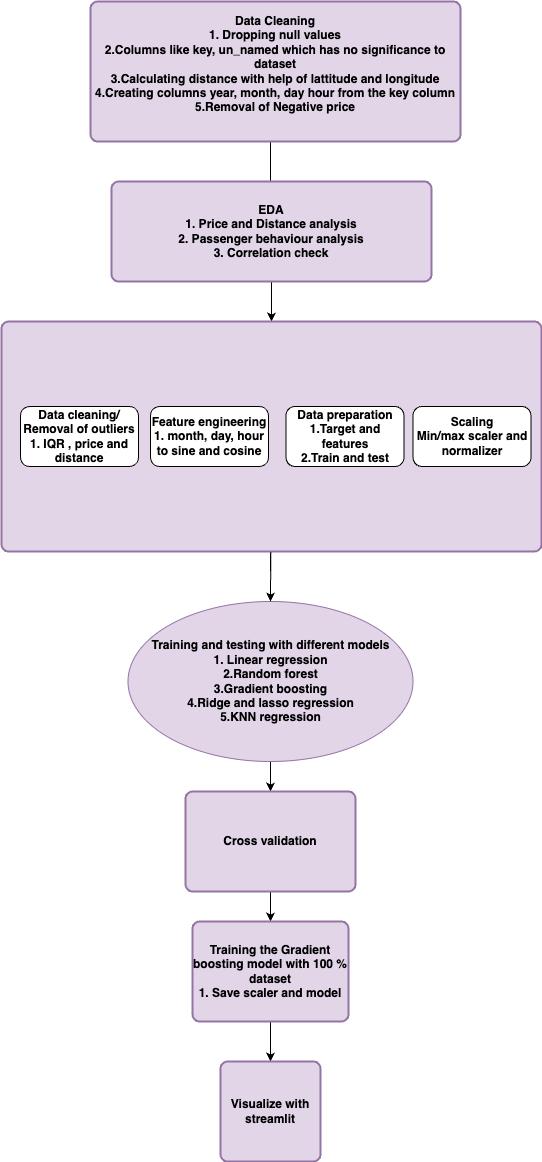 Data Cleaning
1. Dropping null values
2.Columns like key, un_named which has no significance to
dataset
3.Calculating distance with help of lattitude and longitude
4.Creating columns year, month, day hour from the key column
5.Removal of Negative price
EDA
1. Price and Distance analysis
2. Passenger behaviour analysis
3. Correlation check
Data cleaning/
Removal of outliers
1. IQR , price and
distance
Feature engineering
1. month, day, hour
to sine and cosine
Data preparation
1.Target and
features
2.Train and test
Scaling
Min/max scaler and
normalizer
Training and testing with different models
1. Linear regression
2.Random forest
3.Gradient boosting
4.Ridge and lasso regression
5.KNN regression
Cross validation
Training the Gradient
boosting model with 100 %
dataset
1. Save scaler and model
Visualize with
streamlit